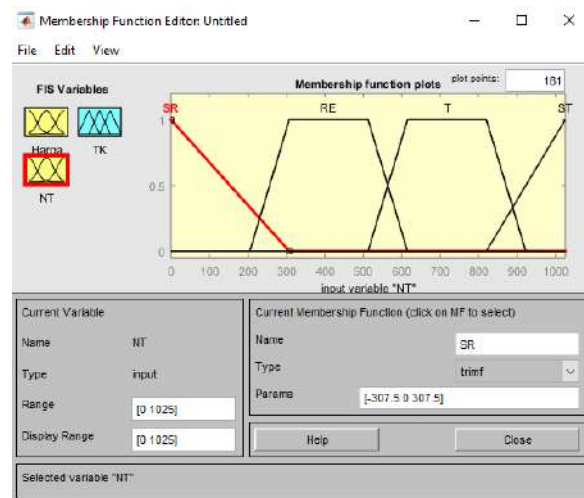 Membership Function Editor: Untitled
File Edit View
FIS Variables
Membership function plots
plot points:
181
Harga
TK
NT
SR
RE
T
ST
1
0.5
0
0 100 200 300 400 500 600 700 800 900 1000
input variable "NT"
Current Variable
Name NT
Type input
Range [0 1025]
Display Range [0 1025]
Current Membership Function (click on MF to select)
Name SR
Type trimf
Params [-307.5 0 307.5]
Help
Close
Selected variable "NT"